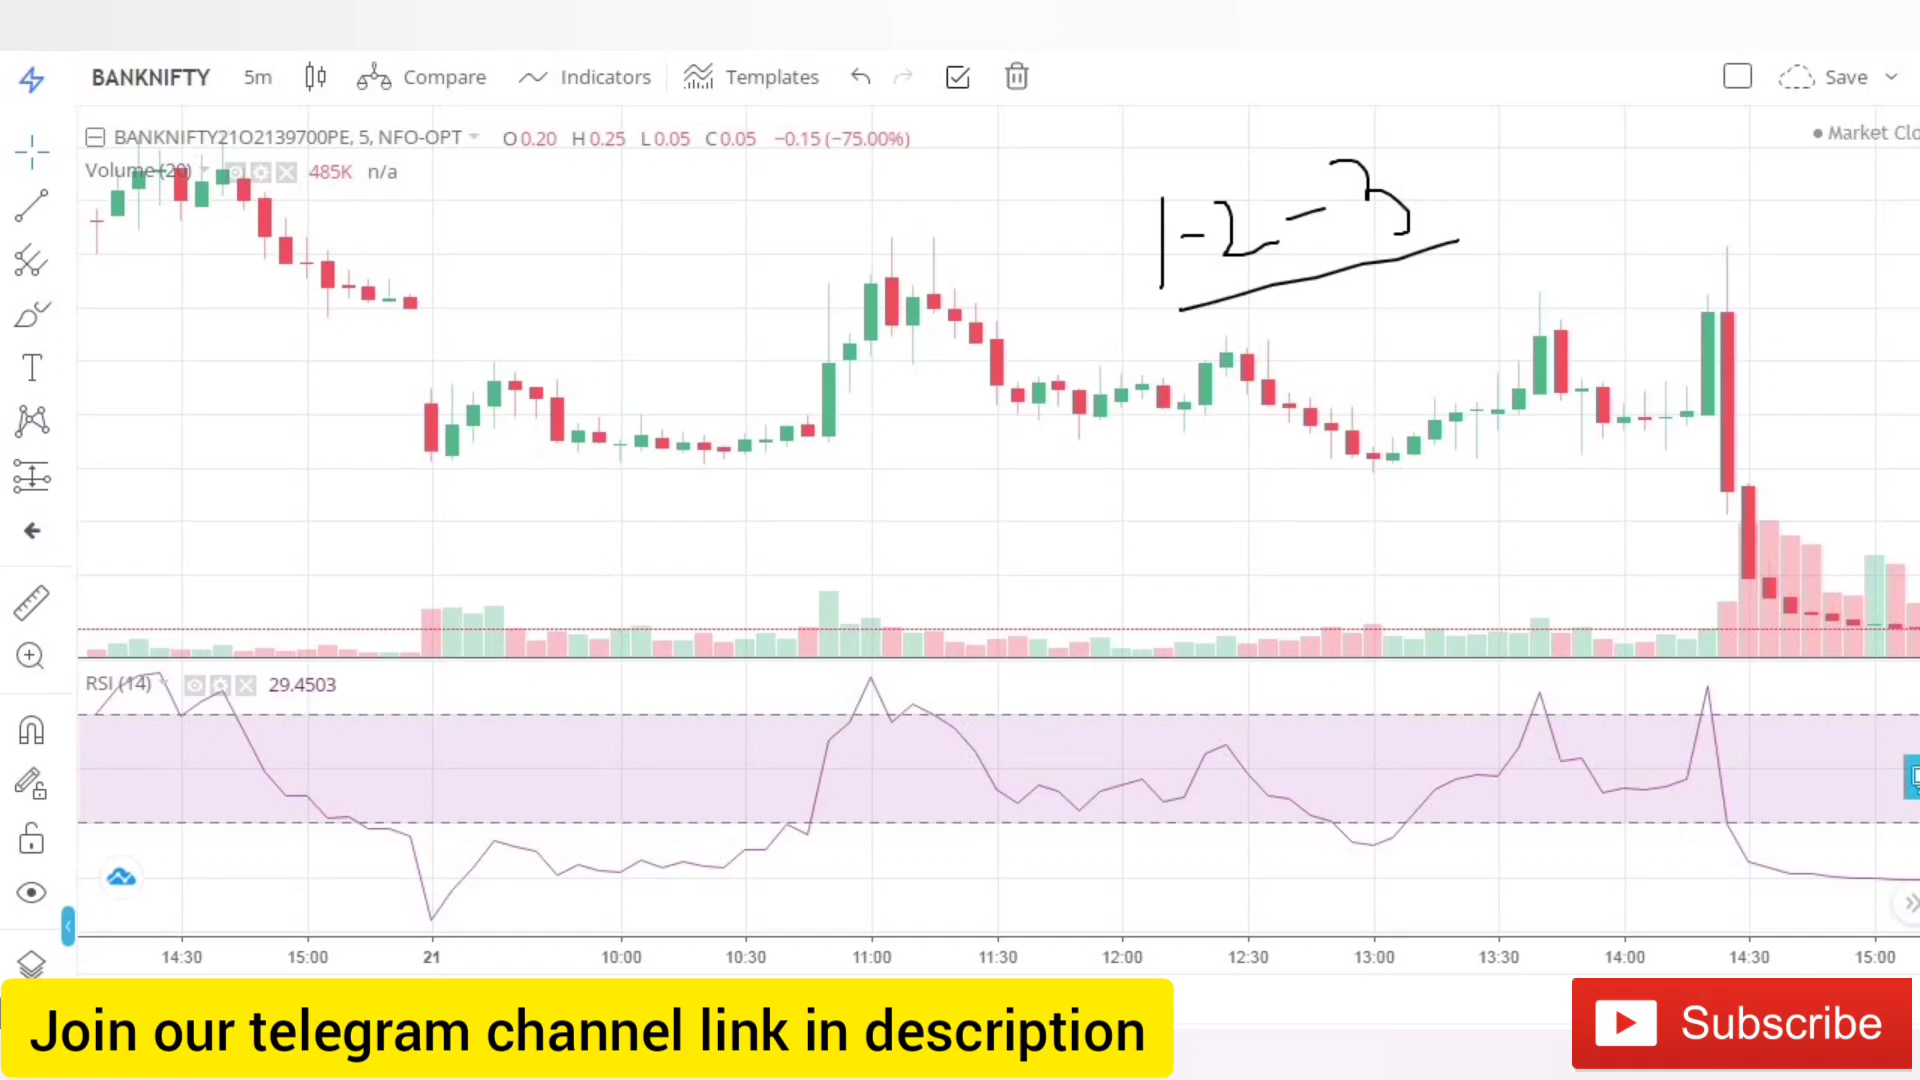 BANKNIFTY 5m Compare Indicators Templates Save
BANKNIFTY21O2139700PE, 5, NFO-OPT O 0.20 H 0.25 L 0.05 C 0.05 −0.15 (−75.00%)
Market Clo
Volume (20) 485K n/a
1-2-3
RSI (14) 29.4503
14:30 15:00 21 10:00 10:30 11:00 11:30 12:00 12:30 13:00 13:30 14:00 14:30 15:00
Join our telegram channel link in description
Subscribe